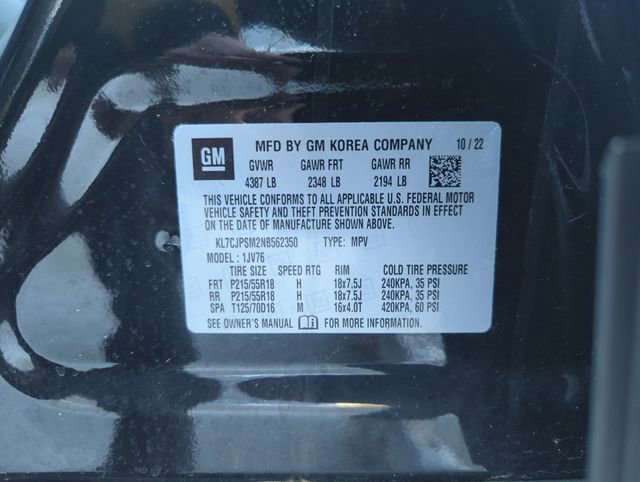 GM
MFD BY GM KOREA COMPANY 10 / 22
GVWR GAWR FRT GAWR RR
4387 LB 2348 LB 2194 LB
THIS VEHICLE CONFORMS TO ALL APPLICABLE U.S. FEDERAL MOTOR
VEHICLE SAFETY AND THEFT PREVENTION STANDARDS IN EFFECT
ON THE DATE OF MANUFACTURE SHOWN ABOVE.
KL7CJPSM2NB562350 TYPE: MPV
MODEL : 1JV76
TIRE SIZE SPEED RTG RIM COLD TIRE PRESSURE
FRT P215/55R18 H 18x7.5J 240KPA, 35 PSI
RR P215/55R18 H 18x7.5J 240KPA, 35 PSI
SPA T125/70D16 M 16x4.0T 420KPA, 60 PSI
SEE OWNER'S MANUAL FOR MORE INFORMATION.